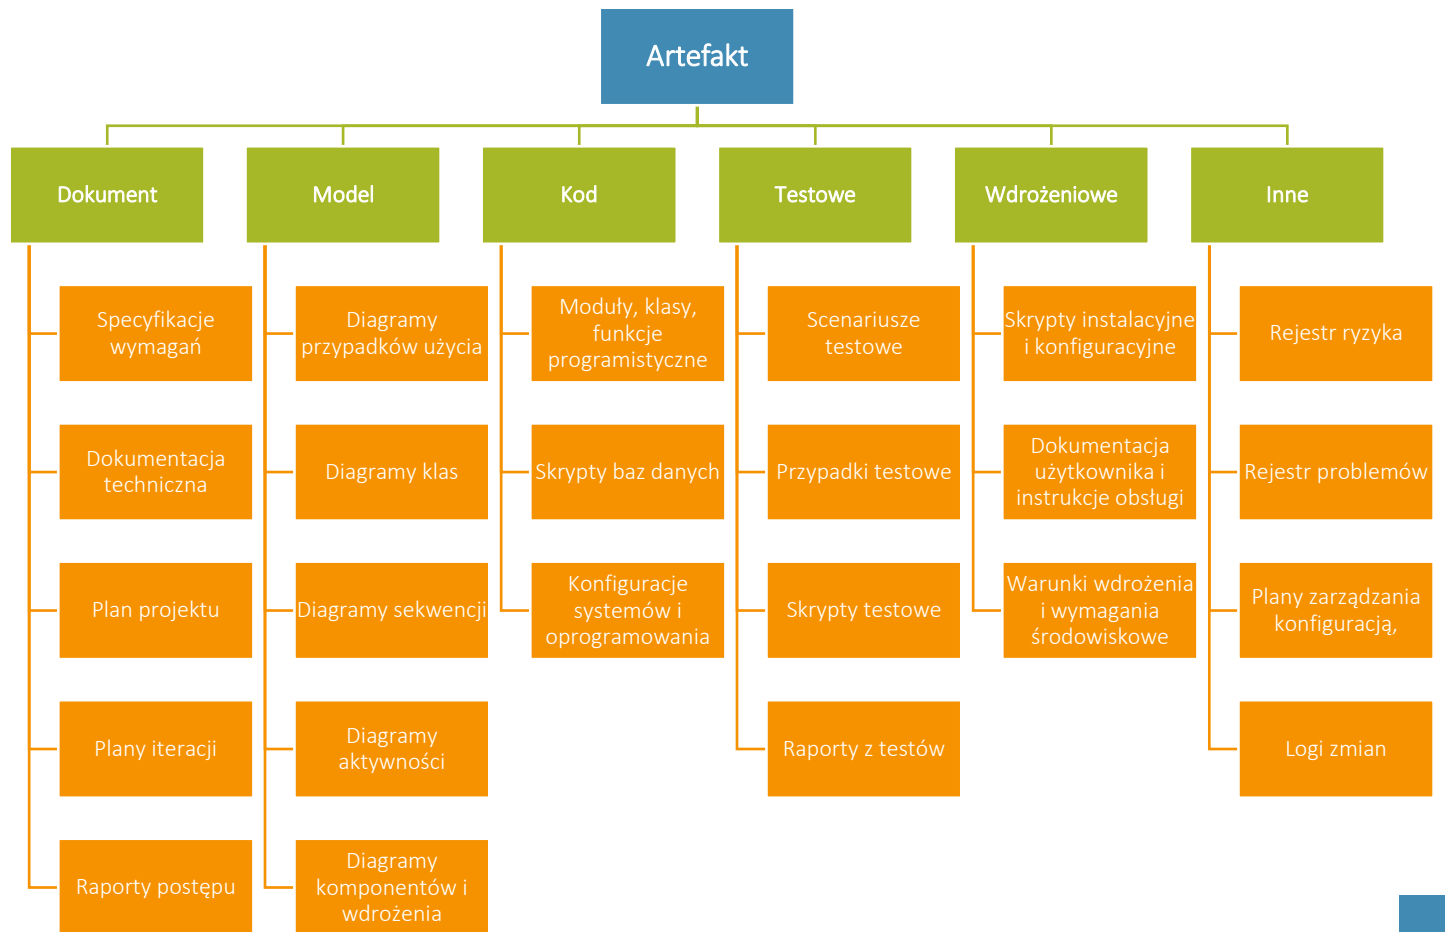 Artefakt
Dokument
Specyfikacje
wymagań
Dokumentacja
techniczna
Plan projektu
Plany iteracji
Raporty postępu
Model
Diagramy
przypadków użycia
Diagramy klas
Diagramy sekwencji
Diagramy
aktywności
Diagramy
komponentów i
wdrożenia
Kod
Moduły, klasy,
funkcje
programistyczne
Skrypty baz danych
Konfiguracje
systemów i
oprogramowania
Testowe
Scenariusze
testowe
Przypadki testowe
Skrypty testowe
Raporty z testów
Wdrożeniowe
Skrypty instalacyjne
i konfiguracyjne
Dokumentacja
użytkownika i
instrukcje obsługi
Warunki wdrożenia
i wymagania
środowiskowe
Inne
Rejestr ryzyka
Rejestr problemów
Plany zarządzania
konfiguracją,
Logi zmian